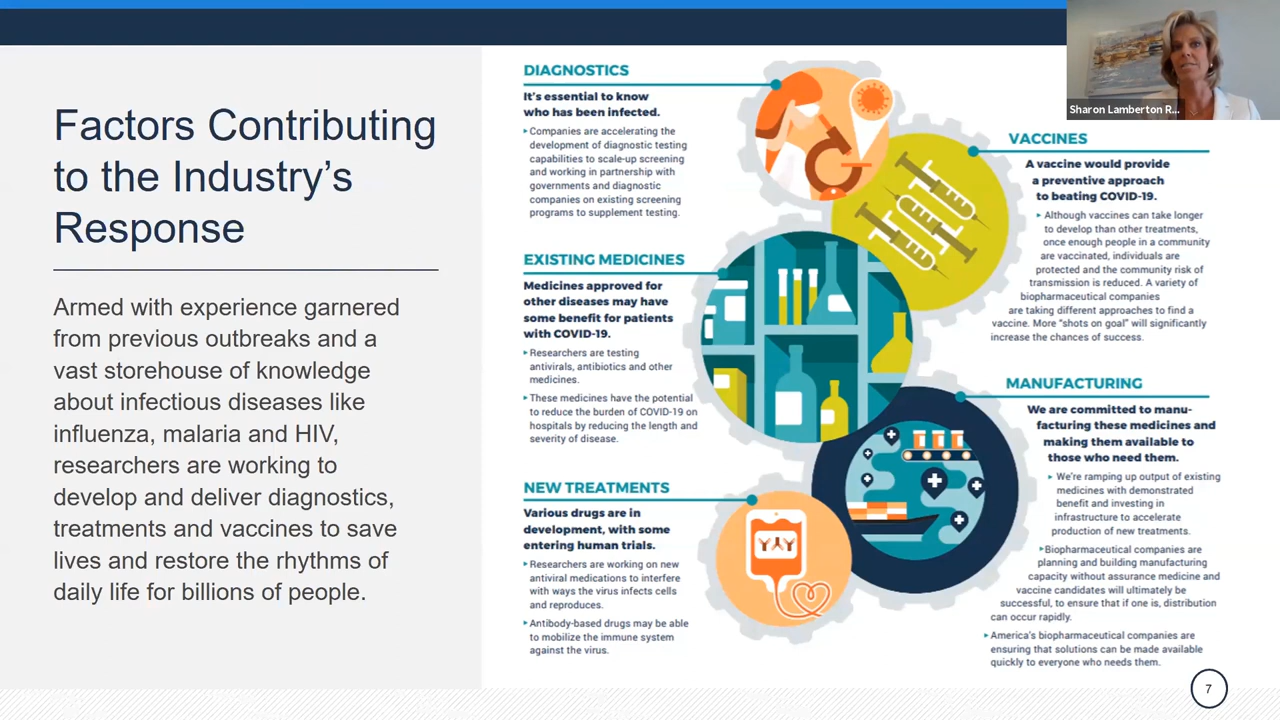 Sharon Lamberton R...
Factors Contributing
to the Industry's
Response
Armed with experience garnered
from previous outbreaks and a
vast storehouse of knowledge
about infectious diseases like
influenza, malaria and HIV,
researchers are working to
develop and deliver diagnostics,
treatments and vaccines to save
lives and restore the rhythms of
daily life for billions of people.
DIAGNOSTICS
It's essential to know
who has been infected.
Companies are accelerating the
development of diagnostic testing
capabilities to scale-up screening
and working in partnership with
governments and diagnostic
companies on existing screening
programs to supplement testing.
EXISTING MEDICINES
Medicines approved for
other diseases may have
some benefit for patients
with COVID-19.
Researchers are testing
antivirals, antibiotics and other
medicines.
These medicines have the potential
to reduce the burden of COVID-19 on
hospitals by reducing the length and
severity of disease.
NEW TREATMENTS
Various drugs are in
development, with some
entering human trials.
Researchers are working on new
antiviral medications to interfere
with ways the virus infects cells
and reproduces.
Antibody-based drugs may be able
to mobilize the immune system
against the virus.
VACCINES
A vaccine would provide
a preventive approach
to beating COVID-19.
Although vaccines can take longer
to develop than other treatments,
once enough people in a community
are vaccinated, individuals are
protected and the community risk of
transmission is reduced. A variety of
biopharmaceutical companies
are taking different approaches to find a
vaccine. More "shots on goal" will significantly
increase the chances of success.
MANUFACTURING
We are committed to manu-
facturing these medicines and
making them available to
those who need them.
We're ramping up output of existing
medicines with demonstrated
benefit and investing in
infrastructure to accelerate
production of new treatments.
Biopharmaceutical companies are
planning and building manufacturing
capacity without assurance medicine and
vaccine candidates will ultimately be
successful, to ensure that if one is, distribution
can occur rapidly.
America's biopharmaceutical companies are
ensuring that solutions can be made available
quickly to everyone who needs them.
7